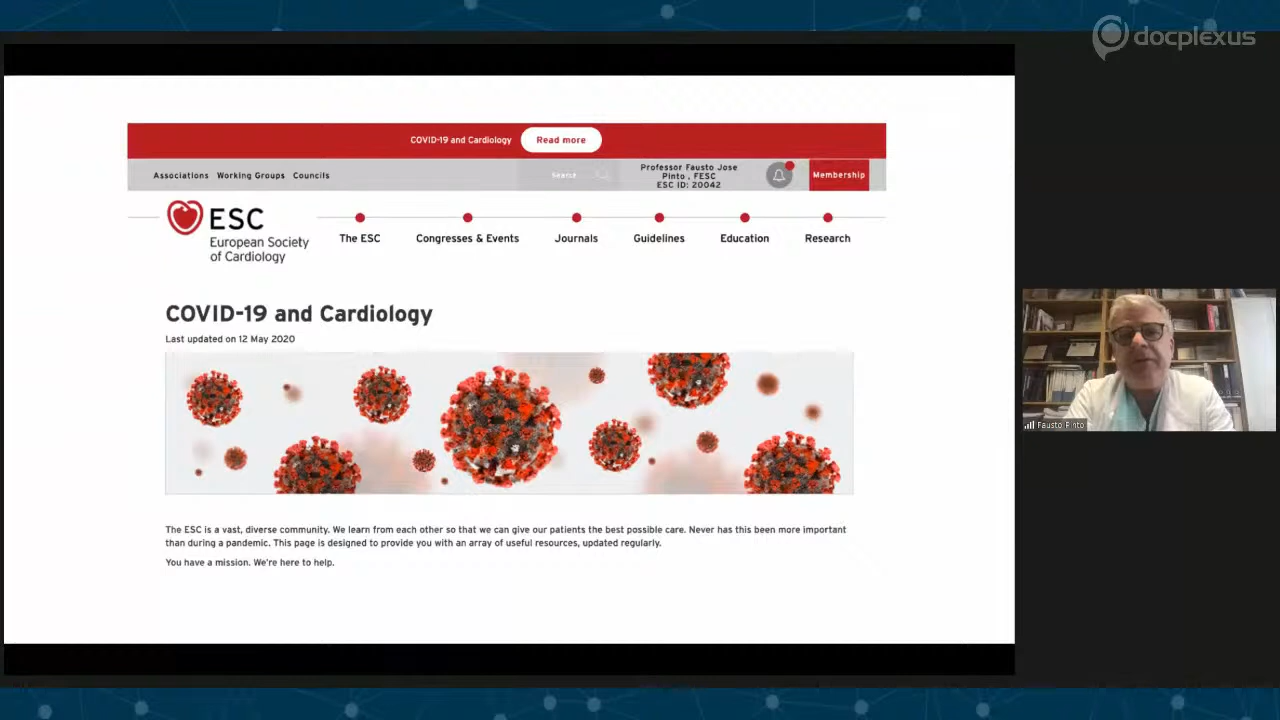 docplexus
COVID-19 and Cardiology
Read more
Associations Working Groups Councils
Search
Professor Fausto Jose
Pinto , FESC
ESC ID: 20042
Membership
ESC
European Society
of Cardiology
The ESC
Congresses & Events
Journals
Guidelines
Education
Research
COVID-19 and Cardiology
Last updated on 12 May 2020
The ESC is a vast, diverse community. We learn from each other so that we can give our patients the best possible care. Never has this been more important
than during a pandemic. This page is designed to provide you with an array of useful resources, updated regularly.
You have a mission. We're here to help.
Fausto Pinto